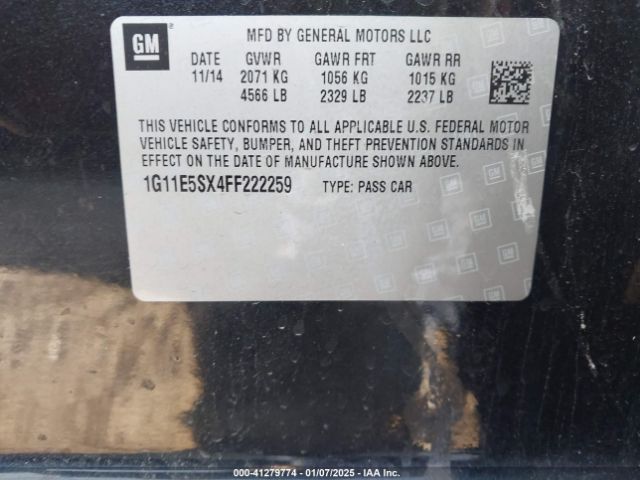 GM
TM
MFD BY GENERAL MOTORS LLC
DATE GVWR GAWR FRT GAWR RR
11/14 2071 KG 1056 KG 1015 KG
4566 LB 2329 LB 2237 LB
THIS VEHICLE CONFORMS TO ALL APPLICABLE U.S. FEDERAL MOTOR
VEHICLE SAFETY, BUMPER, AND THEFT PREVENTION STANDARDS IN
EFFECT ON THE DATE OF MANUFACTURE SHOWN ABOVE.
1G11E5SX4FF222259 TYPE: PASS CAR
000-41279774 - 01/07/2025 - IAA Inc.